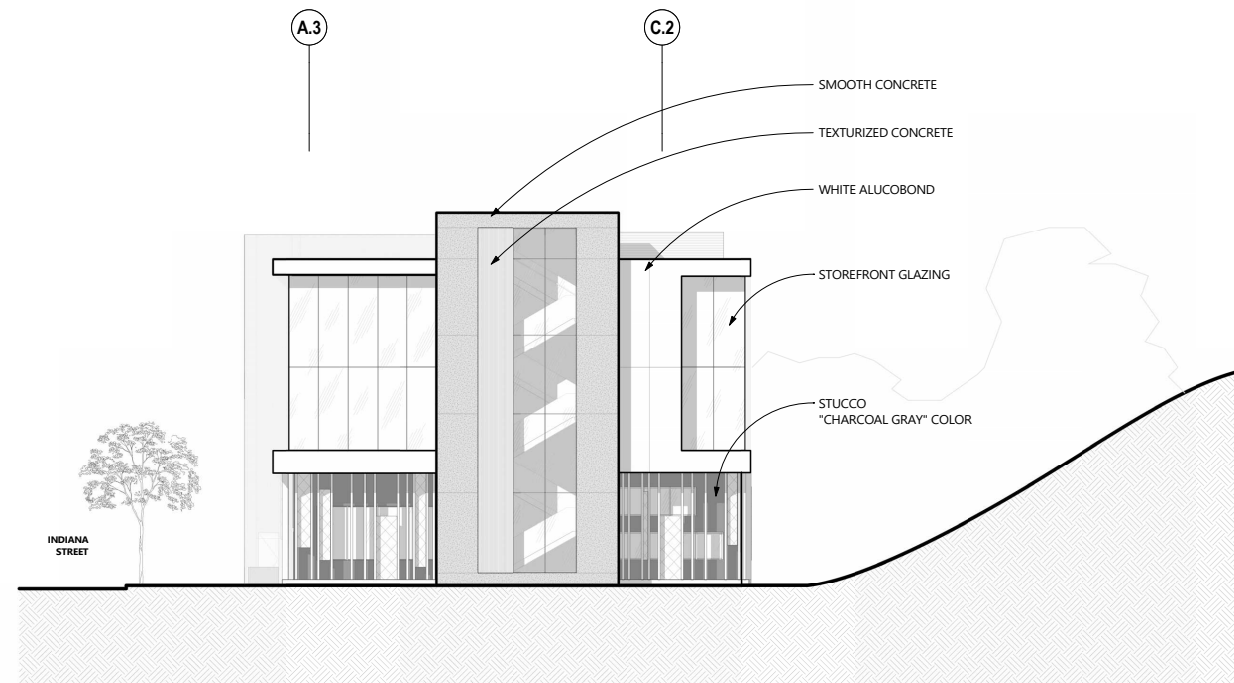 A.3
C.2
SMOOTH CONCRETE
TEXTURIZED CONCRETE
WHITE ALUCOBOND
STOREFRONT GLAZING
STUCCO
"CHARCOAL GRAY" COLOR
INDIANA
STREET